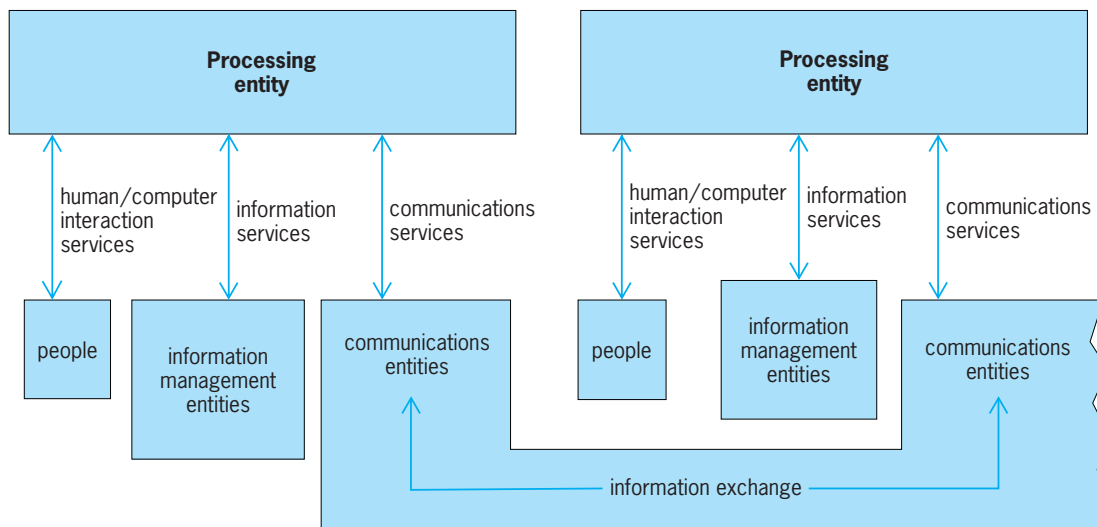 Processing
entity
human/computer
interaction
services
information
services
communications
services
people
information
management
entities
communications
entities
Processing
entity
human/computer
interaction
services
information
services
communications
services
people
information
management
entities
communications
entities
information exchange